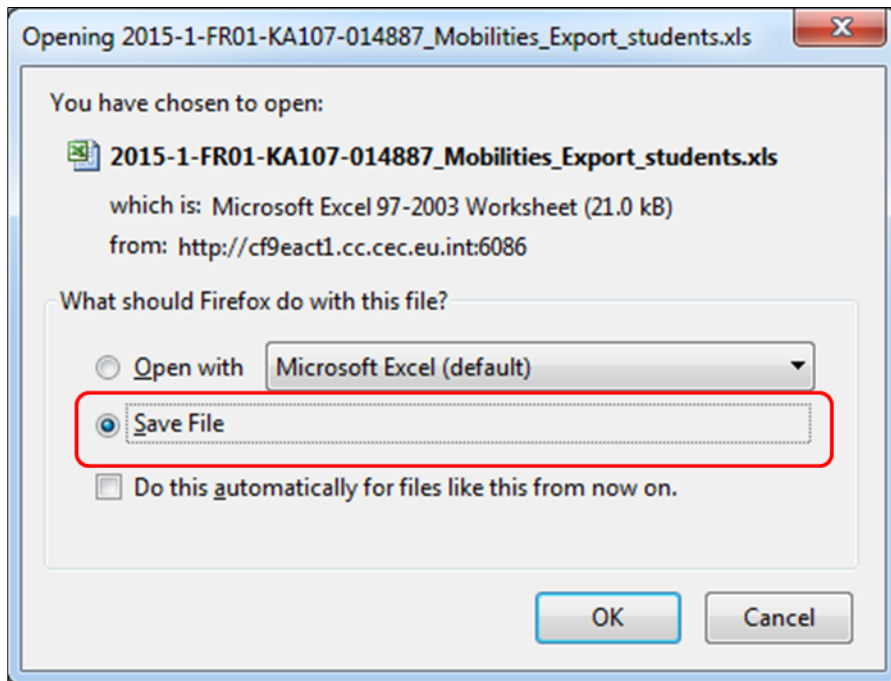 Opening 2015-1-FR01-KA107-014887_Mobilities_Export_students.xls
You have chosen to open:
2015-1-FR01-KA107-014887_Mobilities_Export_students.xls
which is: Microsoft Excel 97-2003 Worksheet (21.0 kB)
from: http://cf9eact1.cc.cec.eu.int:6086
What should Firefox do with this file?
Open with Microsoft Excel (default)
Save File
Do this automatically for files like this from now on.
OK Cancel